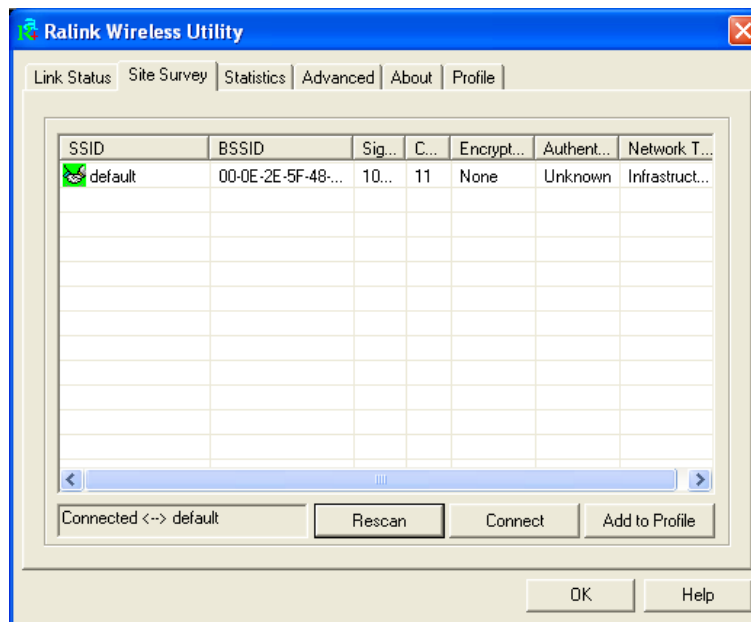 Ralink Wireless Utility
Link Status Site Survey Statistics Advanced About Profile
SSID BSSID Sig... C... Encrypt... Authent... Network T...
default 00-0E-2E-5F-48-... 10... 11 None Unknown Infrastruct...
Connected <--> default Rescan Connect Add to Profile
OK Help